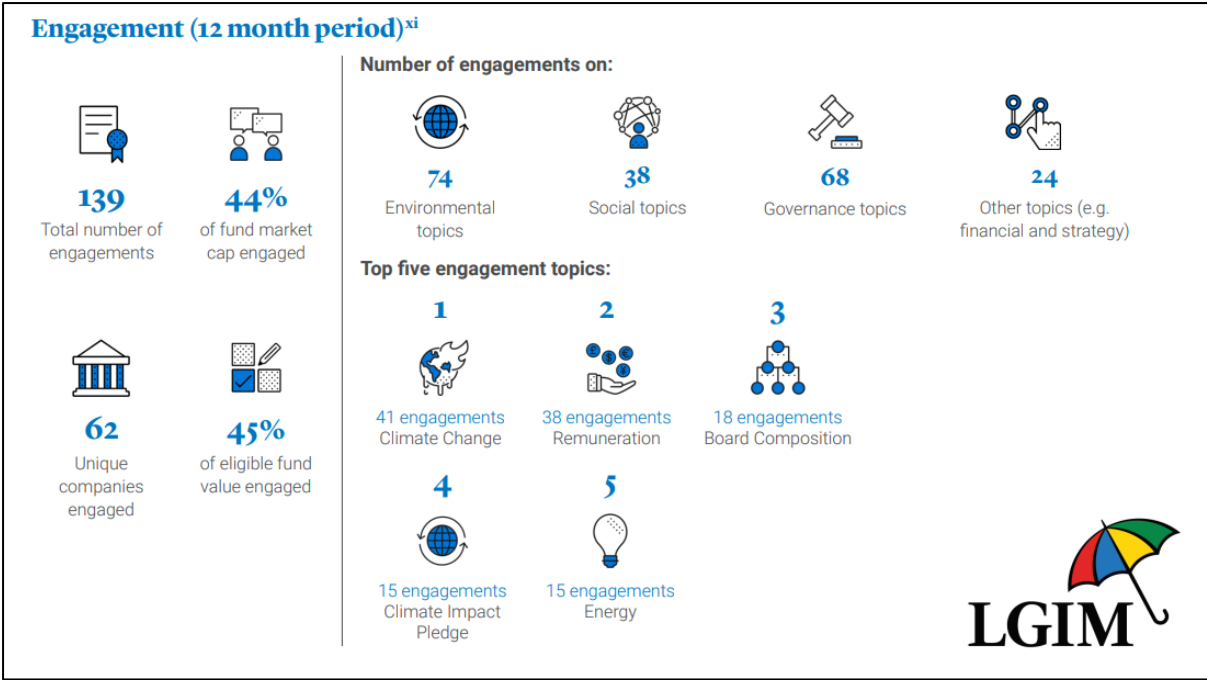 Engagement (12 month period)xi
139
Total number of
engagements
44%
of fund market
cap engaged
62
Unique
companies
engaged
45%
of eligible fund
value engaged
Number of engagements on:
74
Environmental
topics
38
Social topics
68
Governance topics
24
Other topics (e.g.
financial and strategy)
Top five engagement topics:
1
41 engagements
Climate Change
2
£ $ € ¥
38 engagements
Remuneration
3
18 engagements
Board Composition
4
15 engagements
Climate Impact
Pledge
5
15 engagements
Energy
LGIM